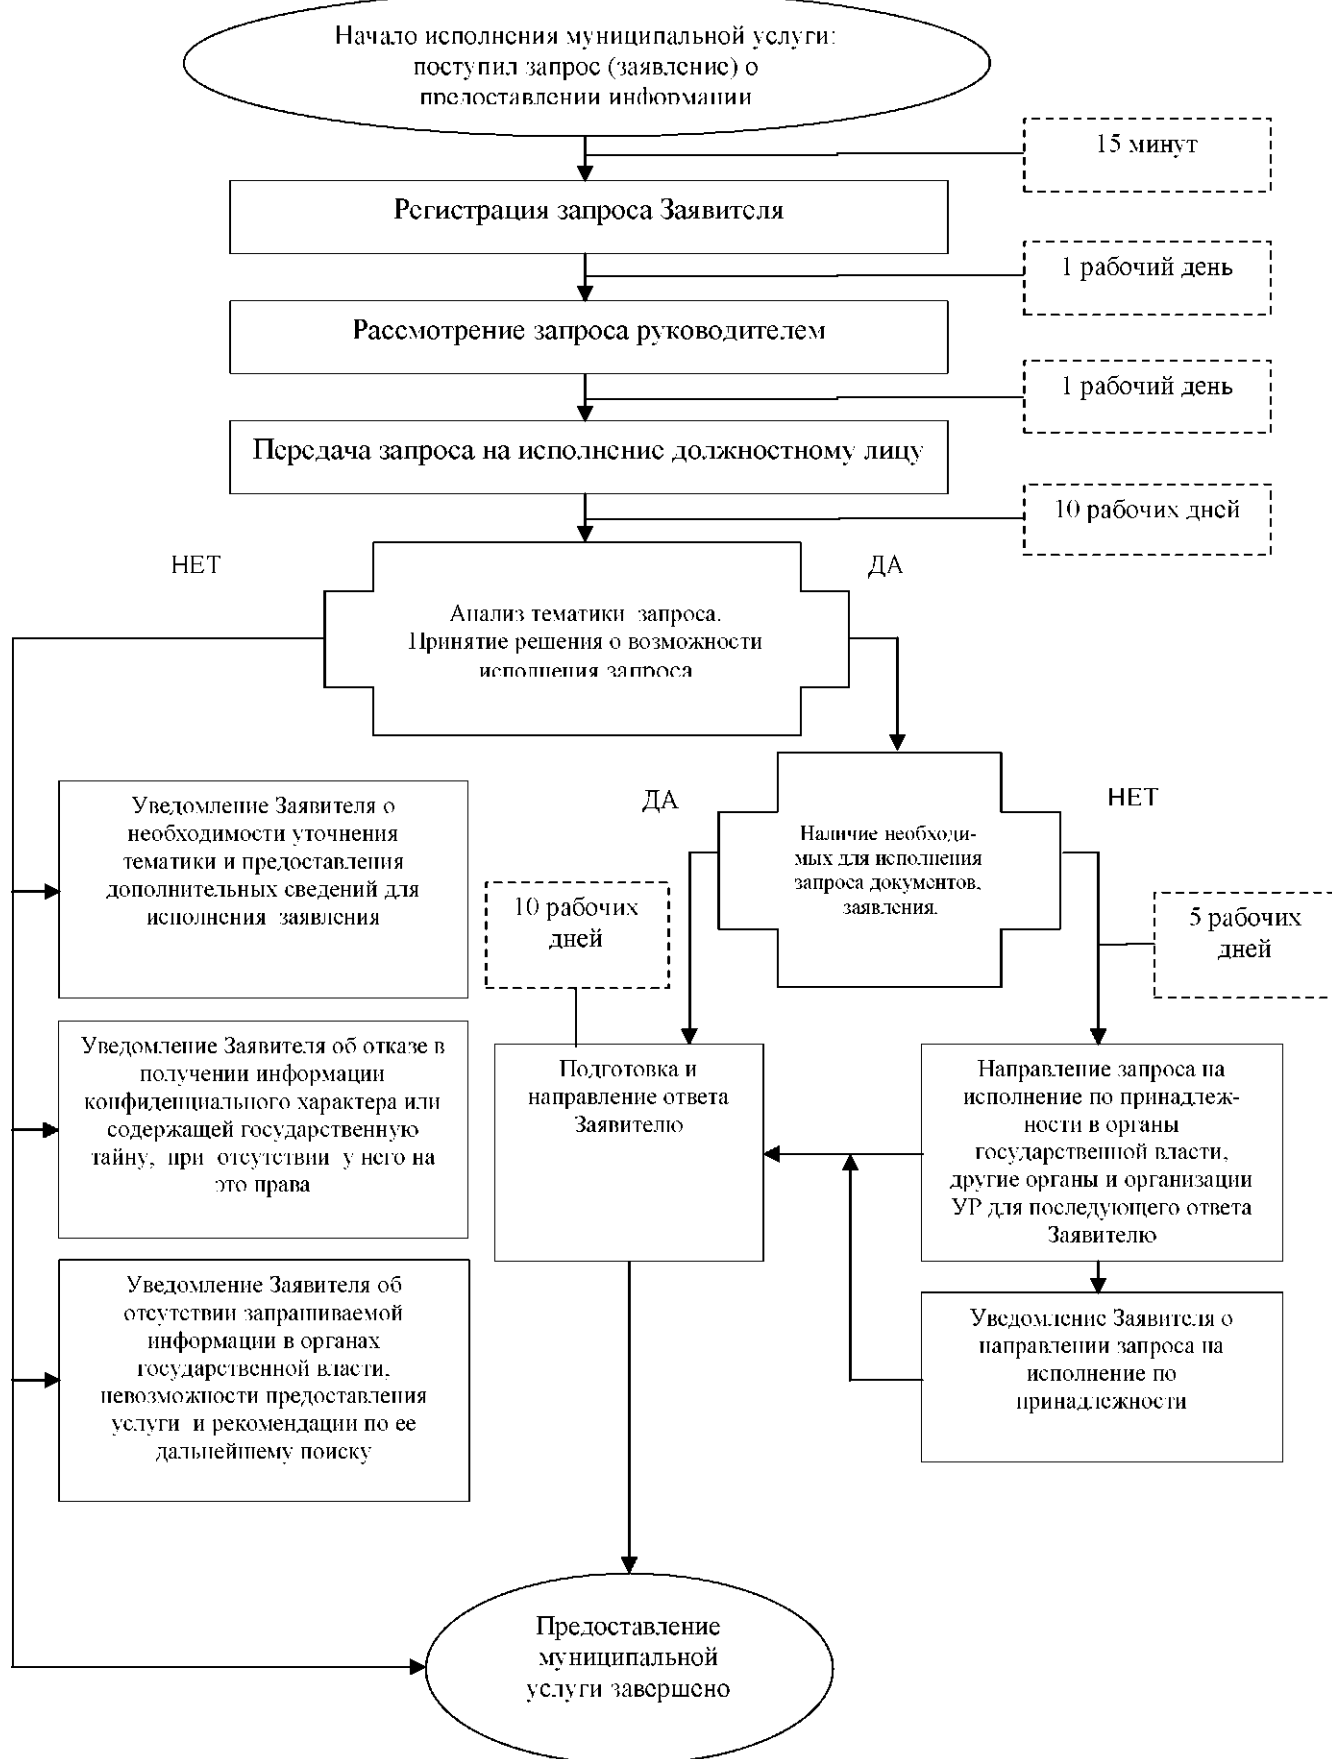 Начало исполнения муниципальной услуги:
поступил запрос (заявление) о
предоставлении информации
15 минут
Регистрация запроса Заявителя
1 рабочий день
Рассмотрение запроса руководителем
1 рабочий день
Передача запроса на исполнение должностному лицу
10 рабочих дней
НЕТ
ДА
Анализ тематики запроса.
Принятие решения о возможности
исполнения запроса
ДА
НЕТ
Наличие необходи-
мых для исполнения
запроса документов,
заявления.
Уведомление Заявителя о
необходимости уточнения
тематики и предоставления
дополнительных сведений для
исполнения заявления
10 рабочих
дней
5 рабочих
дней
Уведомление Заявителя об отказе в
получении информации
конфиденциального характера или
содержащей государственную
тайну, при отсутствии у него на
это права
Подготовка и
направление ответа
Заявителю
Направление запроса на
исполнение по принадлеж-
ности в органы
государственной власти,
другие органы и организации
УР для последующего ответа
Заявителю
Уведомление Заявителя об
отсутствии запрашиваемой
информации в органах
государственной власти,
невозможности предоставления
услуги и рекомендации по ее
дальнейшему поиску
Уведомление Заявителя о
направлении запроса на
исполнение по
принадлежности
Предоставление
муниципальной
услуги завершено